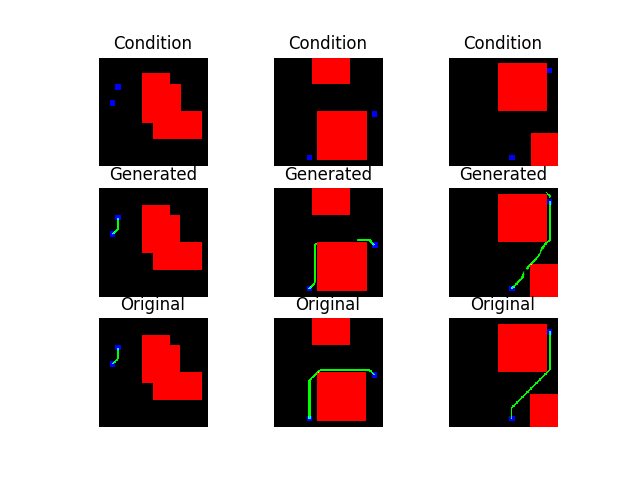 Condition
Condition
Condition
Generated
Generated
Generated
Original
Original
Original